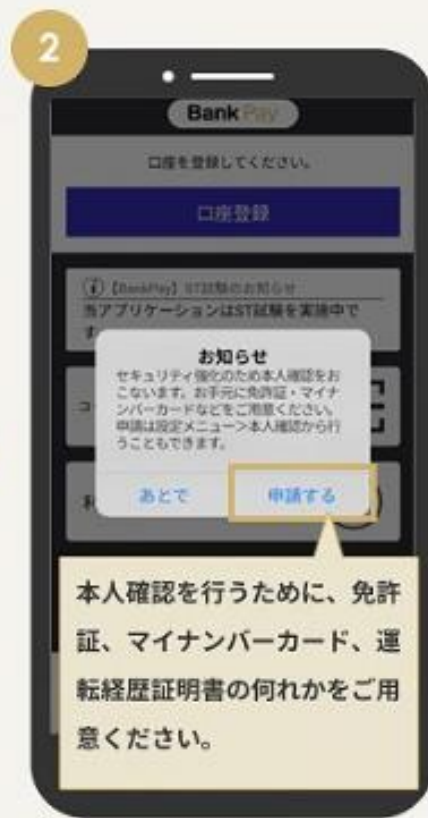 2
Bank Pay
口座を登録してください。
口座登録
【BankPay】ST試験のお知らせ
当アプリケーションはST試験を実施中で
す
お知らせ
セキュリティ強化のため本人確認をお
こないます。お手元に免許証・マイナ
ンバーカードなどをご用意ください。
申請は設定メニュー＞本人確認から行
うこともできます。
コ
利
あとで
申請する
本人確認を行うために、免許
証、マイナンバーカード、運
転経歴証明書の何れかをご用
意ください。